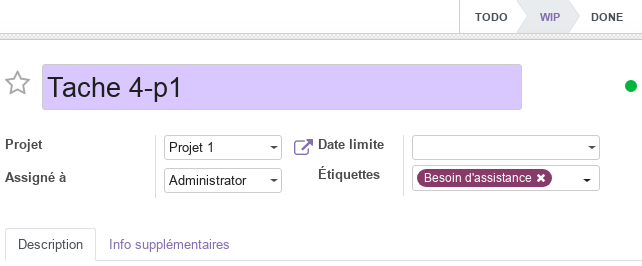 TODO WIP DONE
Tache 4-p1
Projet Projet 1 Date limite
Assigné à Administrator Étiquettes Besoin d'assistance ✖
Description Info supplémentaires